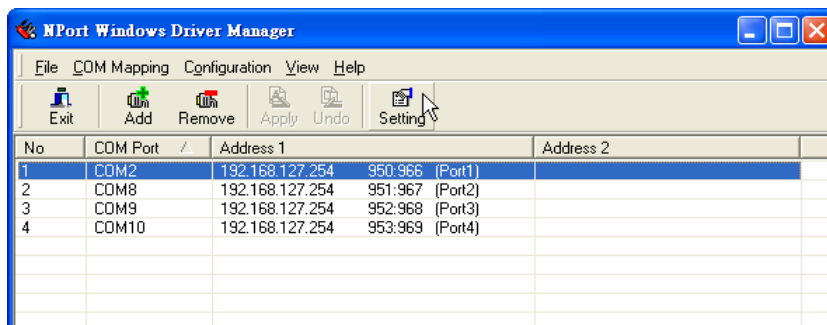 NPort Windows Driver Manager
File COM Mapping Configuration View Help
Exit Add Remove Apply Undo Setting
No COM Port Address 1 Address 2
1 COM2 192.168.127.254 950:966 (Port1)
2 COM8 192.168.127.254 951:967 (Port2)
3 COM9 192.168.127.254 952:968 (Port3)
4 COM10 192.168.127.254 953:969 (Port4)